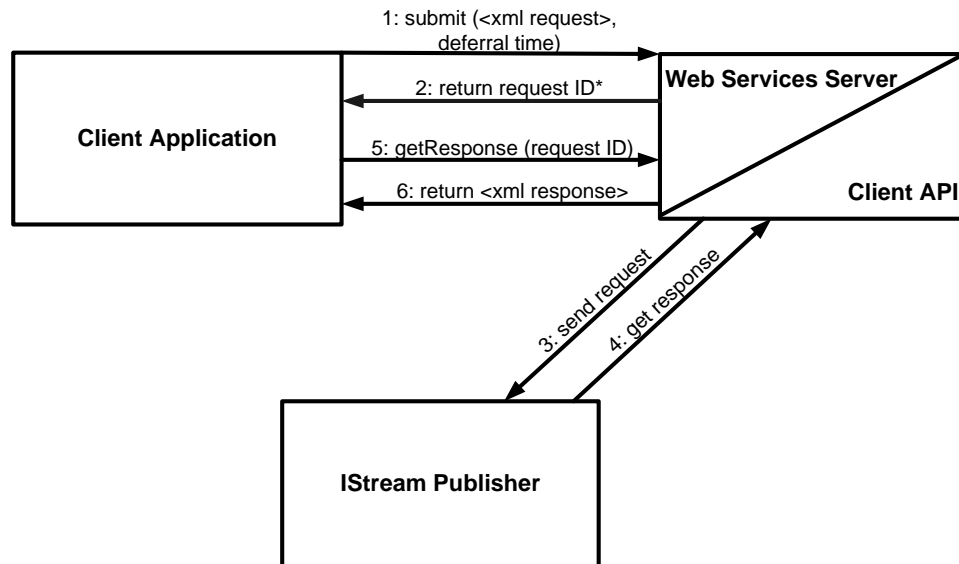 1: submit (<xml request>,
deferral time)
Web Services Server
2: return request ID*
Client Application
5: getResponse (request ID)
6: return <xml response>
Client API
3: send request
4: get response
IStream Publisher